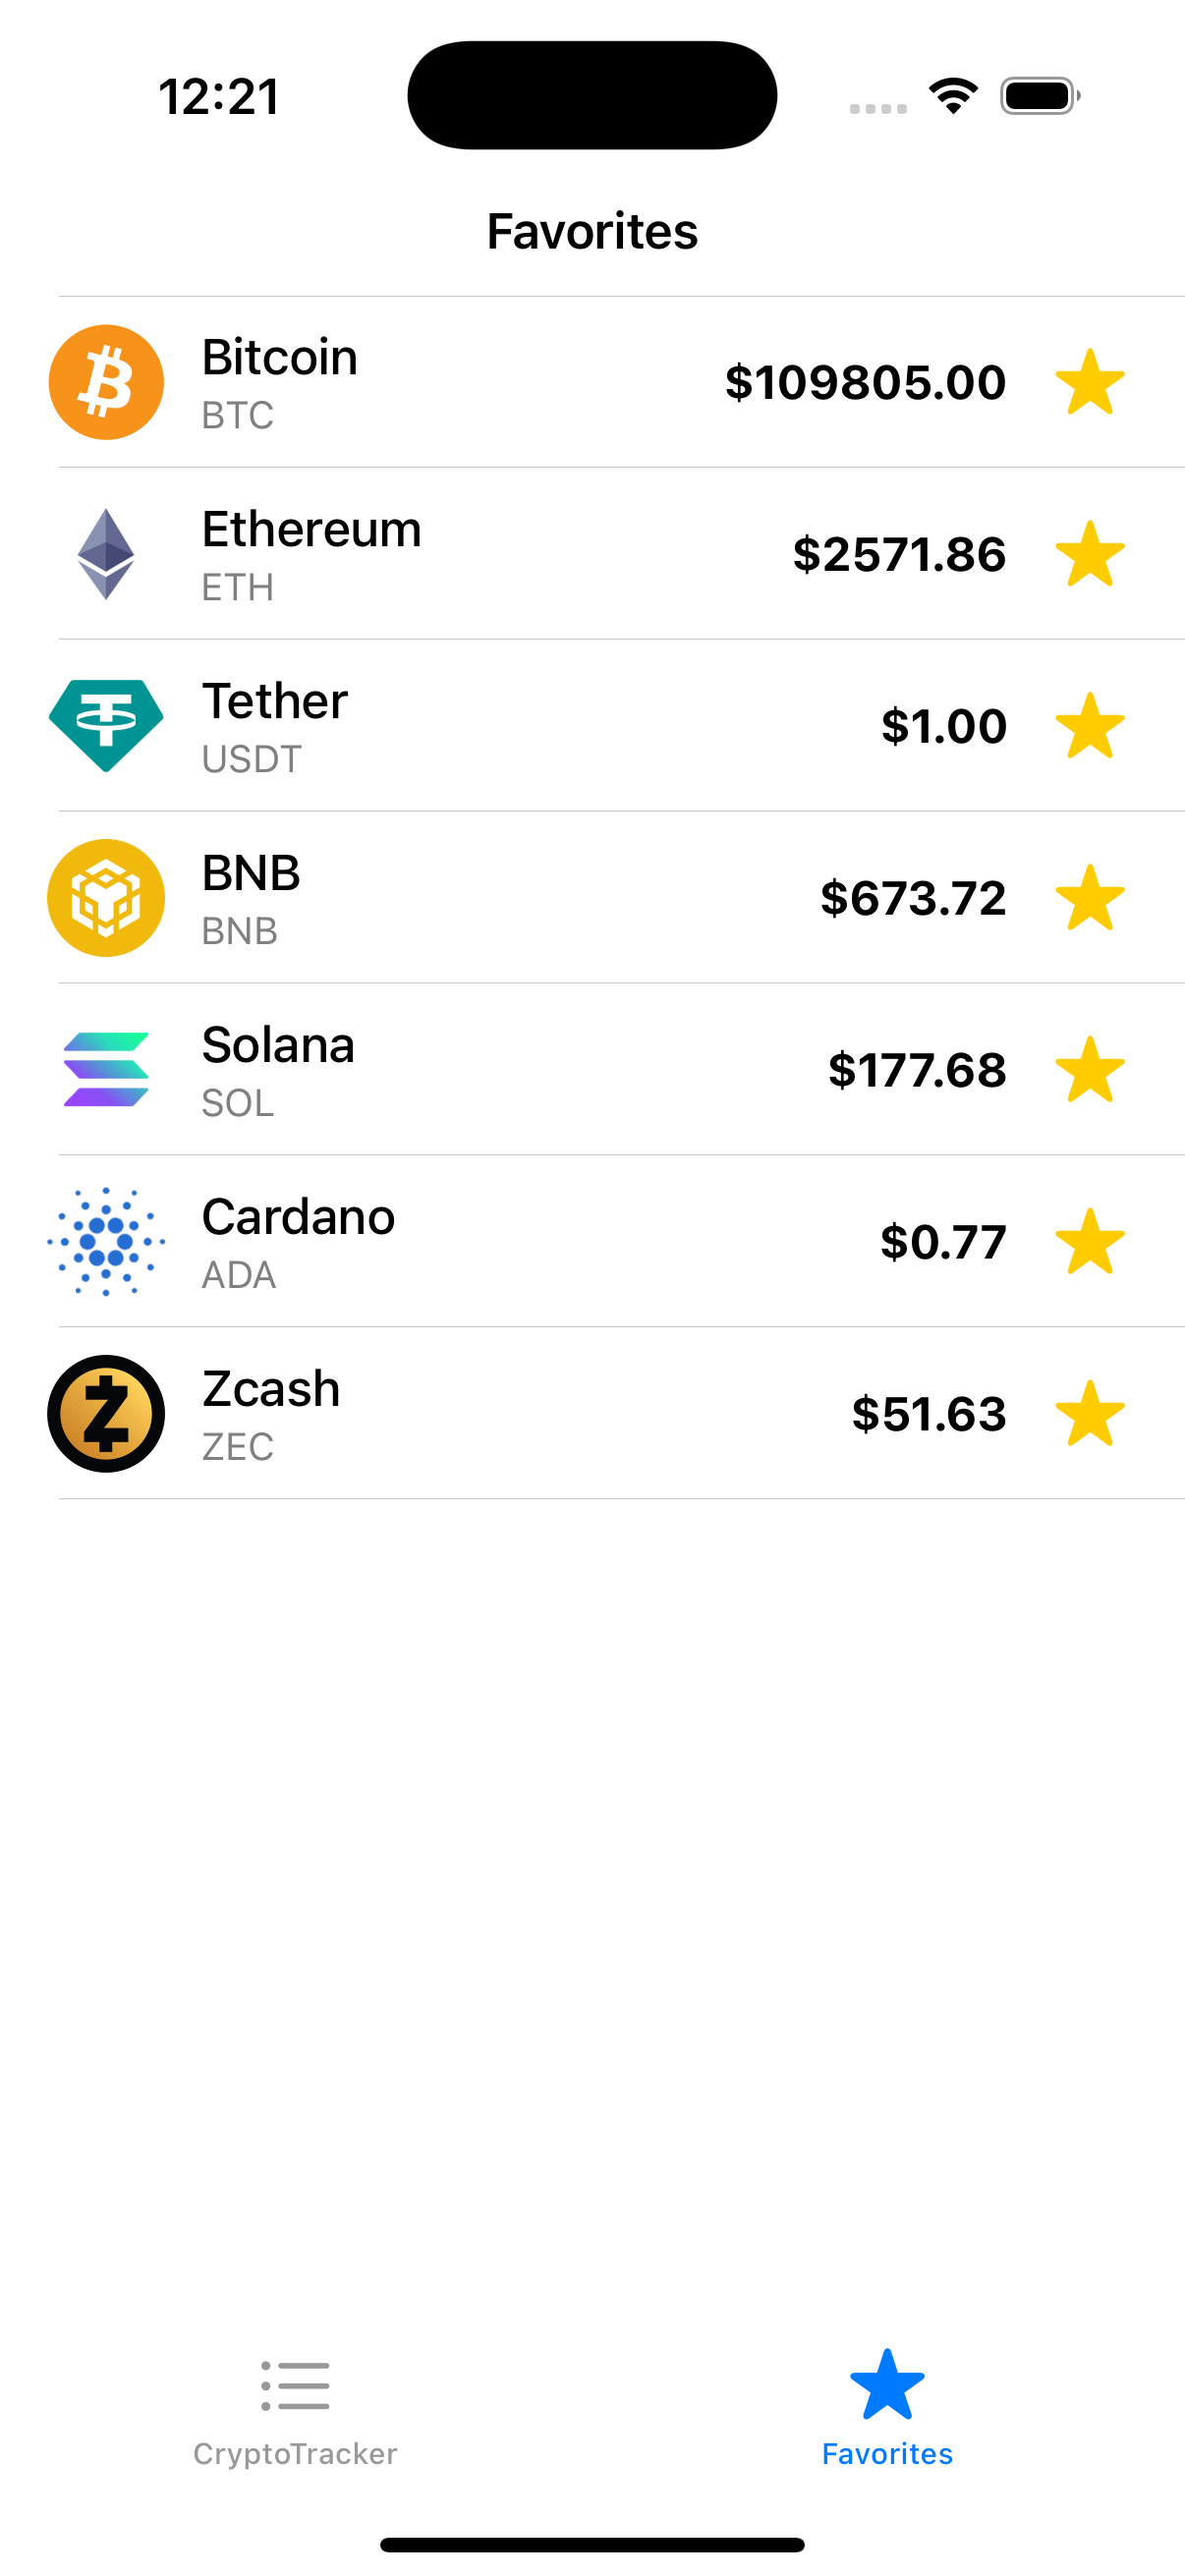 12:21
Favorites
Bitcoin
BTC
$109805.00
Ethereum
ETH
$2571.86
Tether
USDT
$1.00
BNB
BNB
$673.72
Solana
SOL
$177.68
Cardano
ADA
$0.77
Zcash
ZEC
$51.63
CryptoTracker
Favorites